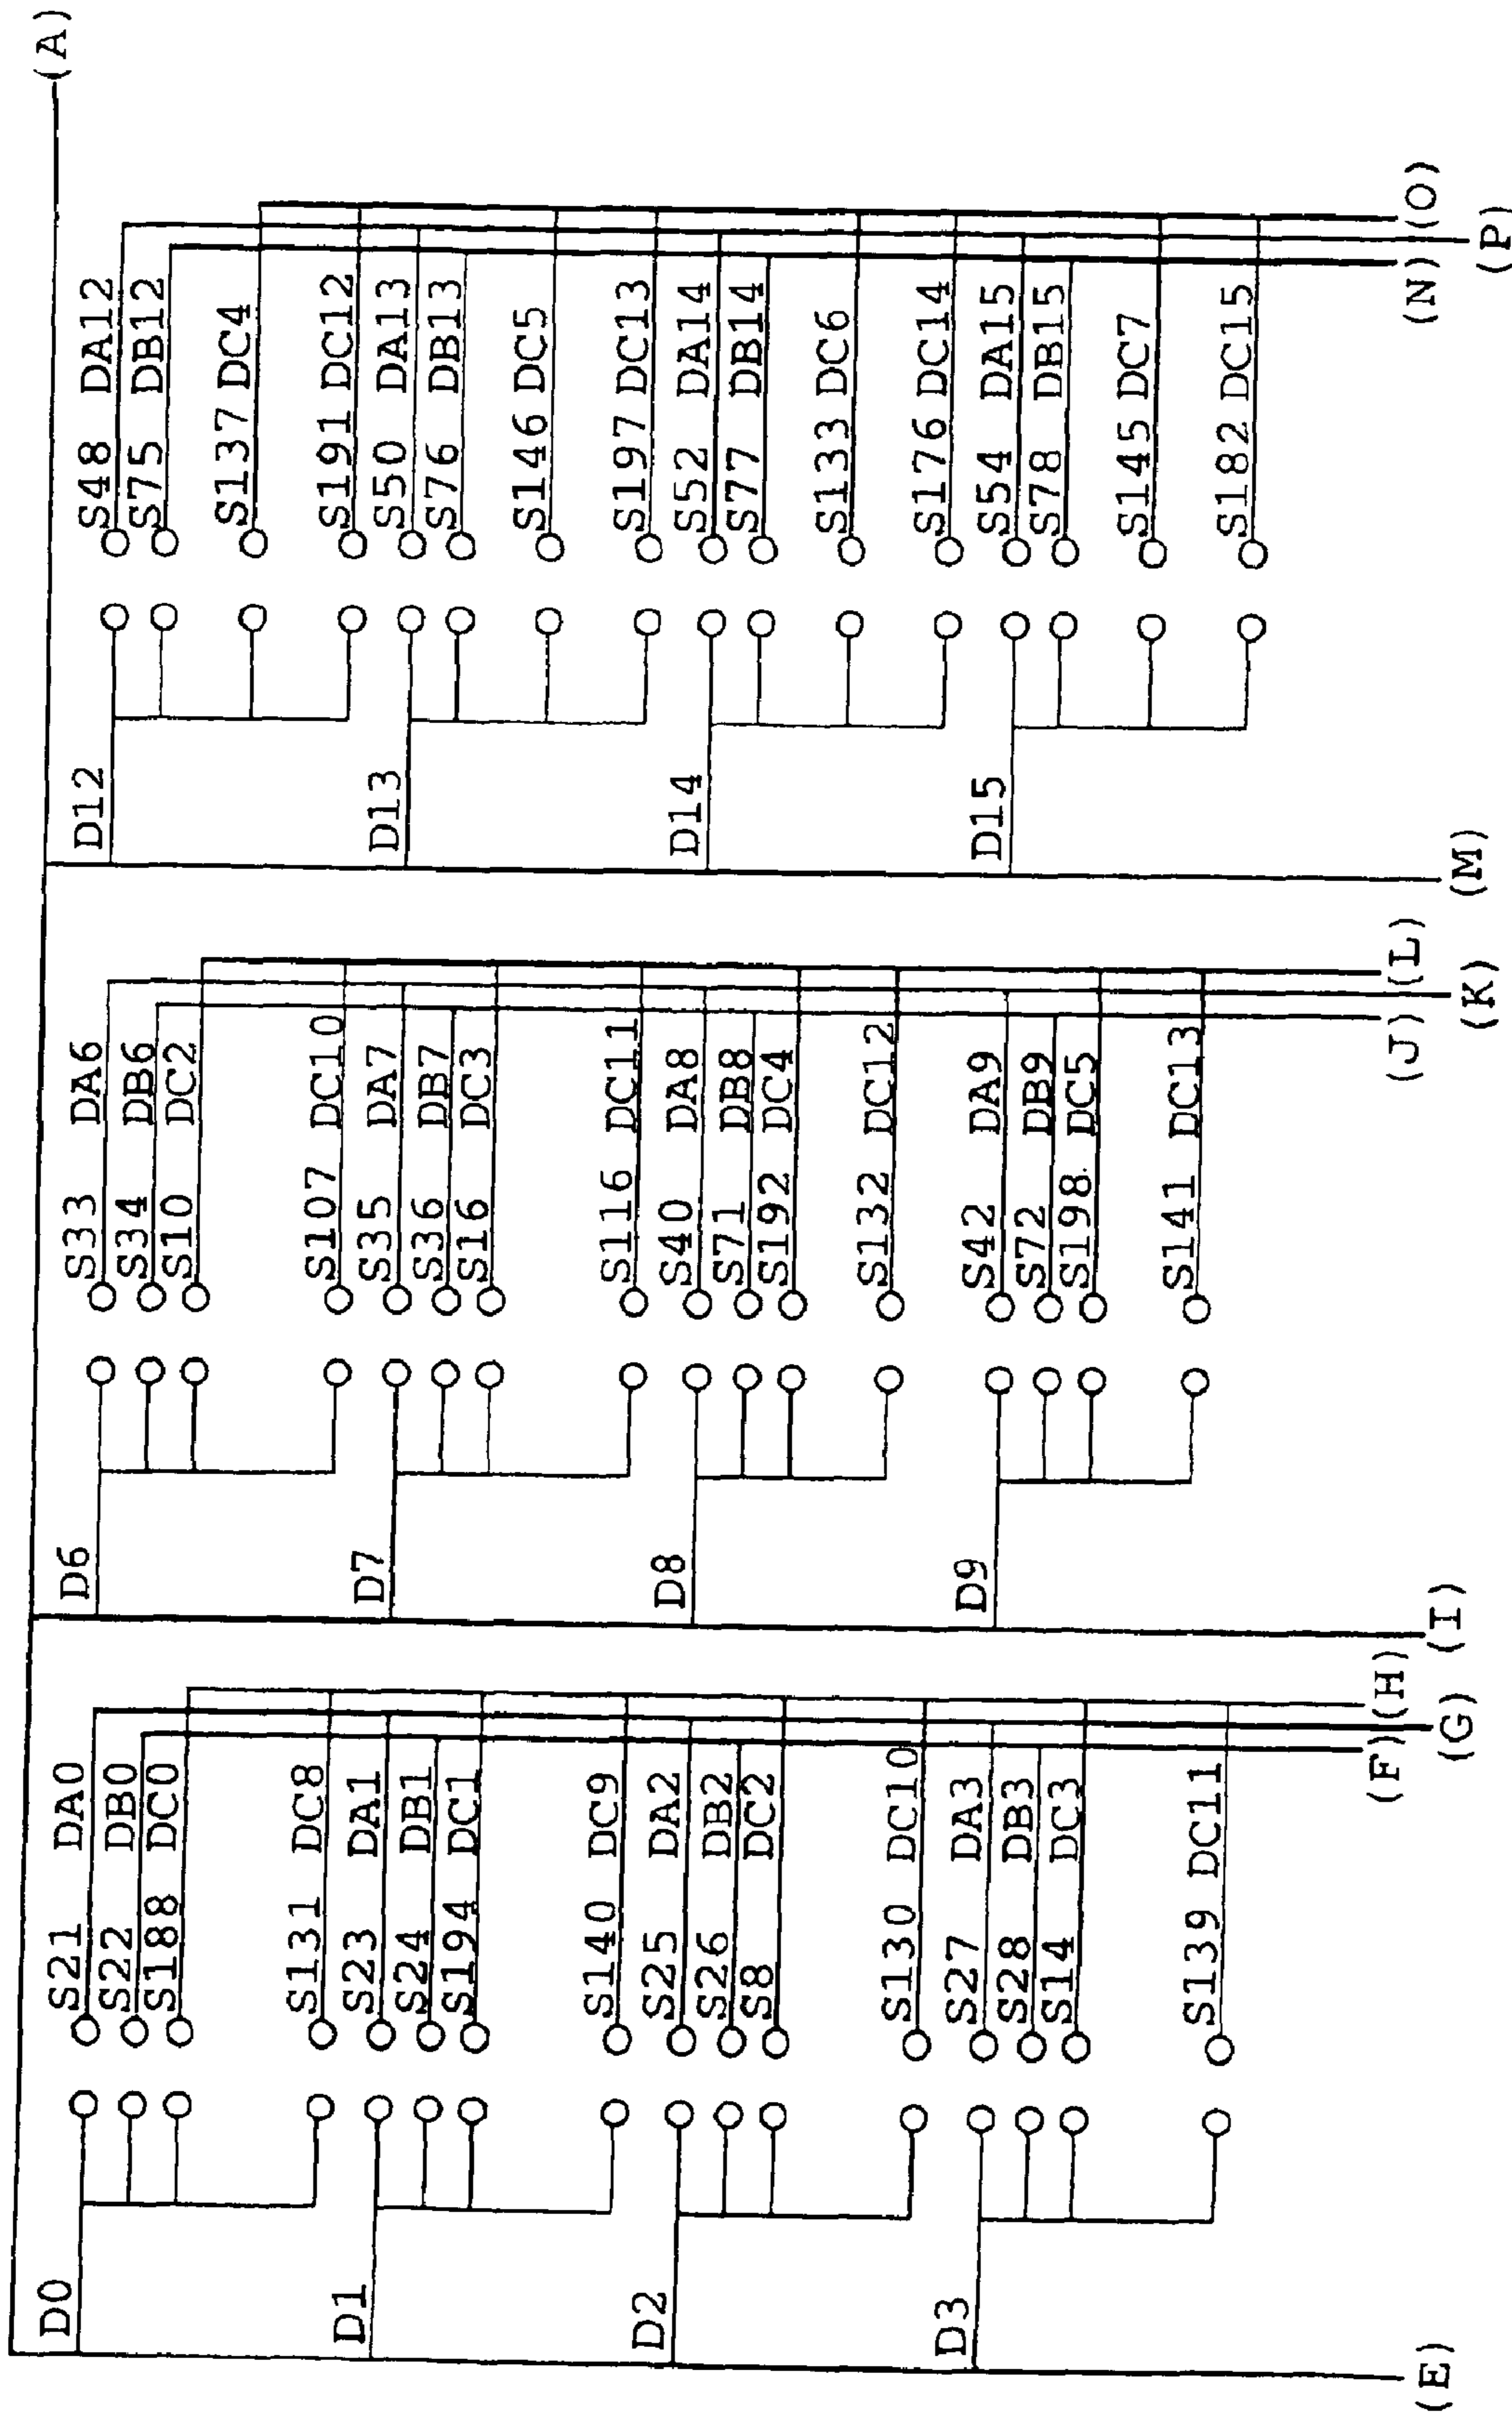 (A)
D0
S21 DA0
S22 DB0
S188 DC0
S131 DC8
D1
S23 DA1
S24 DB1
S194 DC1
S140 DC9
D2
S25 DA2
S26 DB2
S8 DC2
S130 DC10
D3
S27 DA3
S28 DB3
S14 DC3
S139 DC11
(E)
(F)
(G)
(H)
D6
S33 DA6
S34 DB6
S10 DC2
S107 DC10
D7
S35 DA7
S36 DB7
S16 DC3
S116 DC11
D8
S40 DA8
S71 DB8
S192 DC4
S132 DC12
D9
S42 DA9
S72 DB9
S198 DC5
S141 DC13
(I)
(J)
(K)
(L)
D12
S48 DA12
S75 DB12
S137 DC4
S191 DC12
D13
S50 DA13
S76 DB13
S146 DC5
S197 DC13
D14
S52 DA14
S77 DB14
S133 DC6
S176 DC14
D15
S54 DA15
S78 DB15
S145 DC7
S182 DC15
(M)
(N)
(P)
(O)